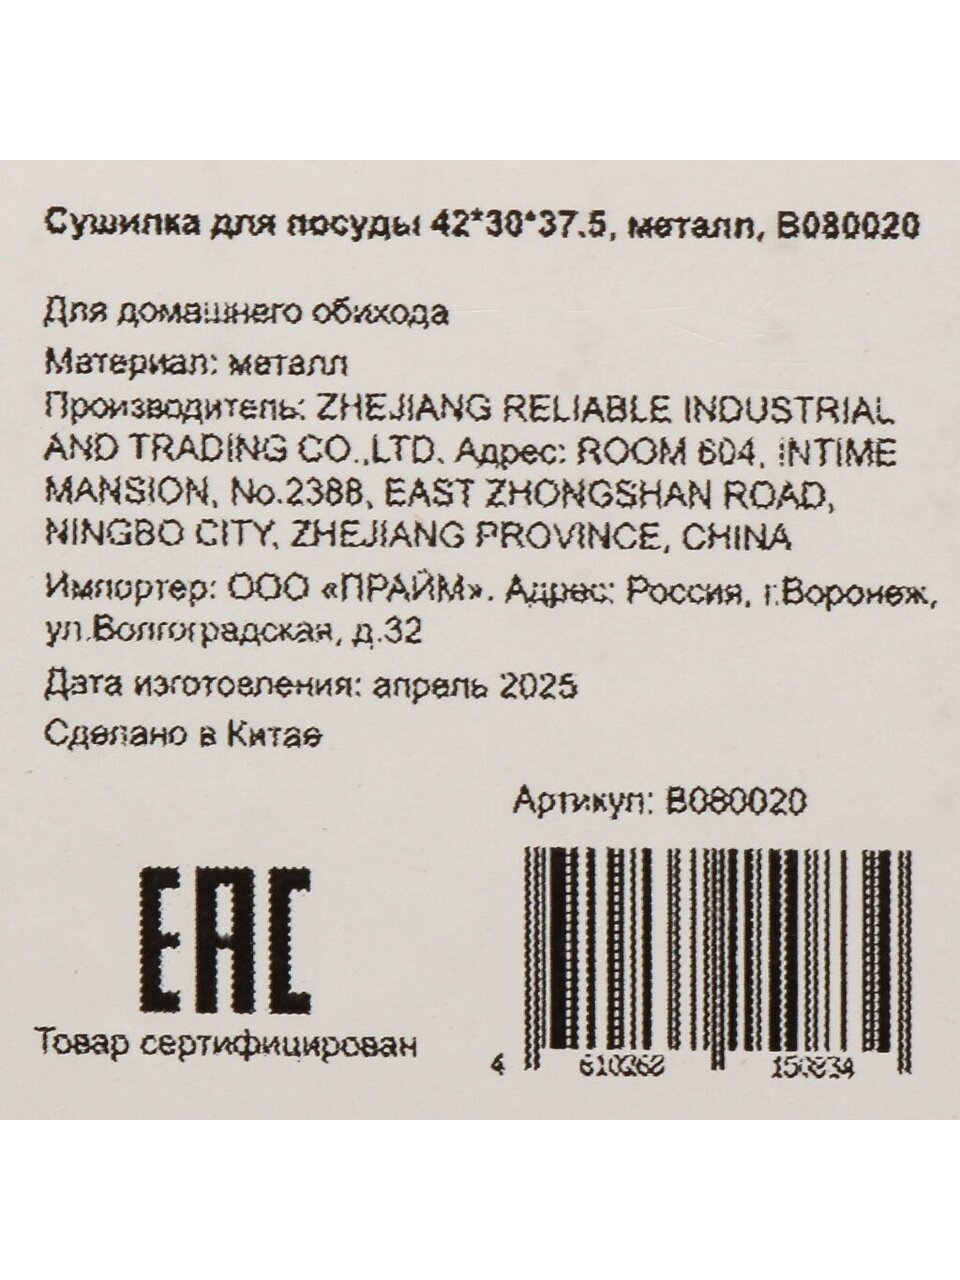 Сушилка для посуды 42*30*37.5, металл, B080020
Для домашнего обихода
Материал: металл
Производитель: ZHEJIANG RELIABLE INDUSTRIAL
AND TRADING CO.,LTD. Адрес: ROOM 604, INTIME
MANSION, No.2388, EAST ZHONGSHAN ROAD,
NINGBO CITY, ZHEJIANG PROVINCE, CHINA
Импортер: ООО «ПРАЙМ». Адрес: Россия, г.Воронеж,
ул.Волгоградская, д.32
Дата изготовления: апрель 2025
Сделано в Китае
Артикул: B080020
EAC
Товар сертифицирован
4